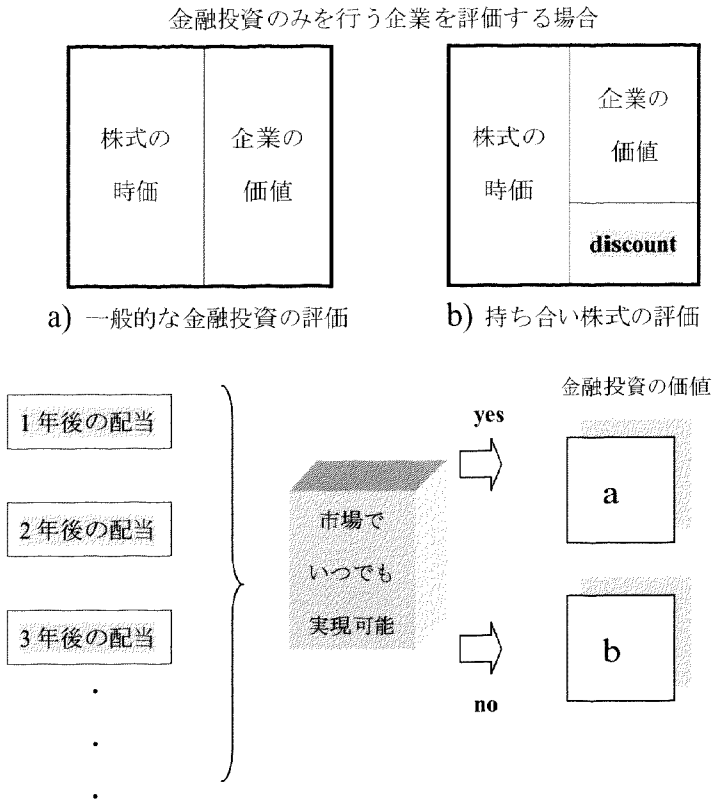 金融投資のみを行う企業を評価する場合
株式の
時価
企業の
価値
株式の
時価
企業の
価値
discount
a) 一般的な金融投資の評価
b) 持ち合い株式の評価
1年後の配当
2年後の配当
3年後の配当
市場で
いつでも
実現可能
yes
no
金融投資の価値
a
b